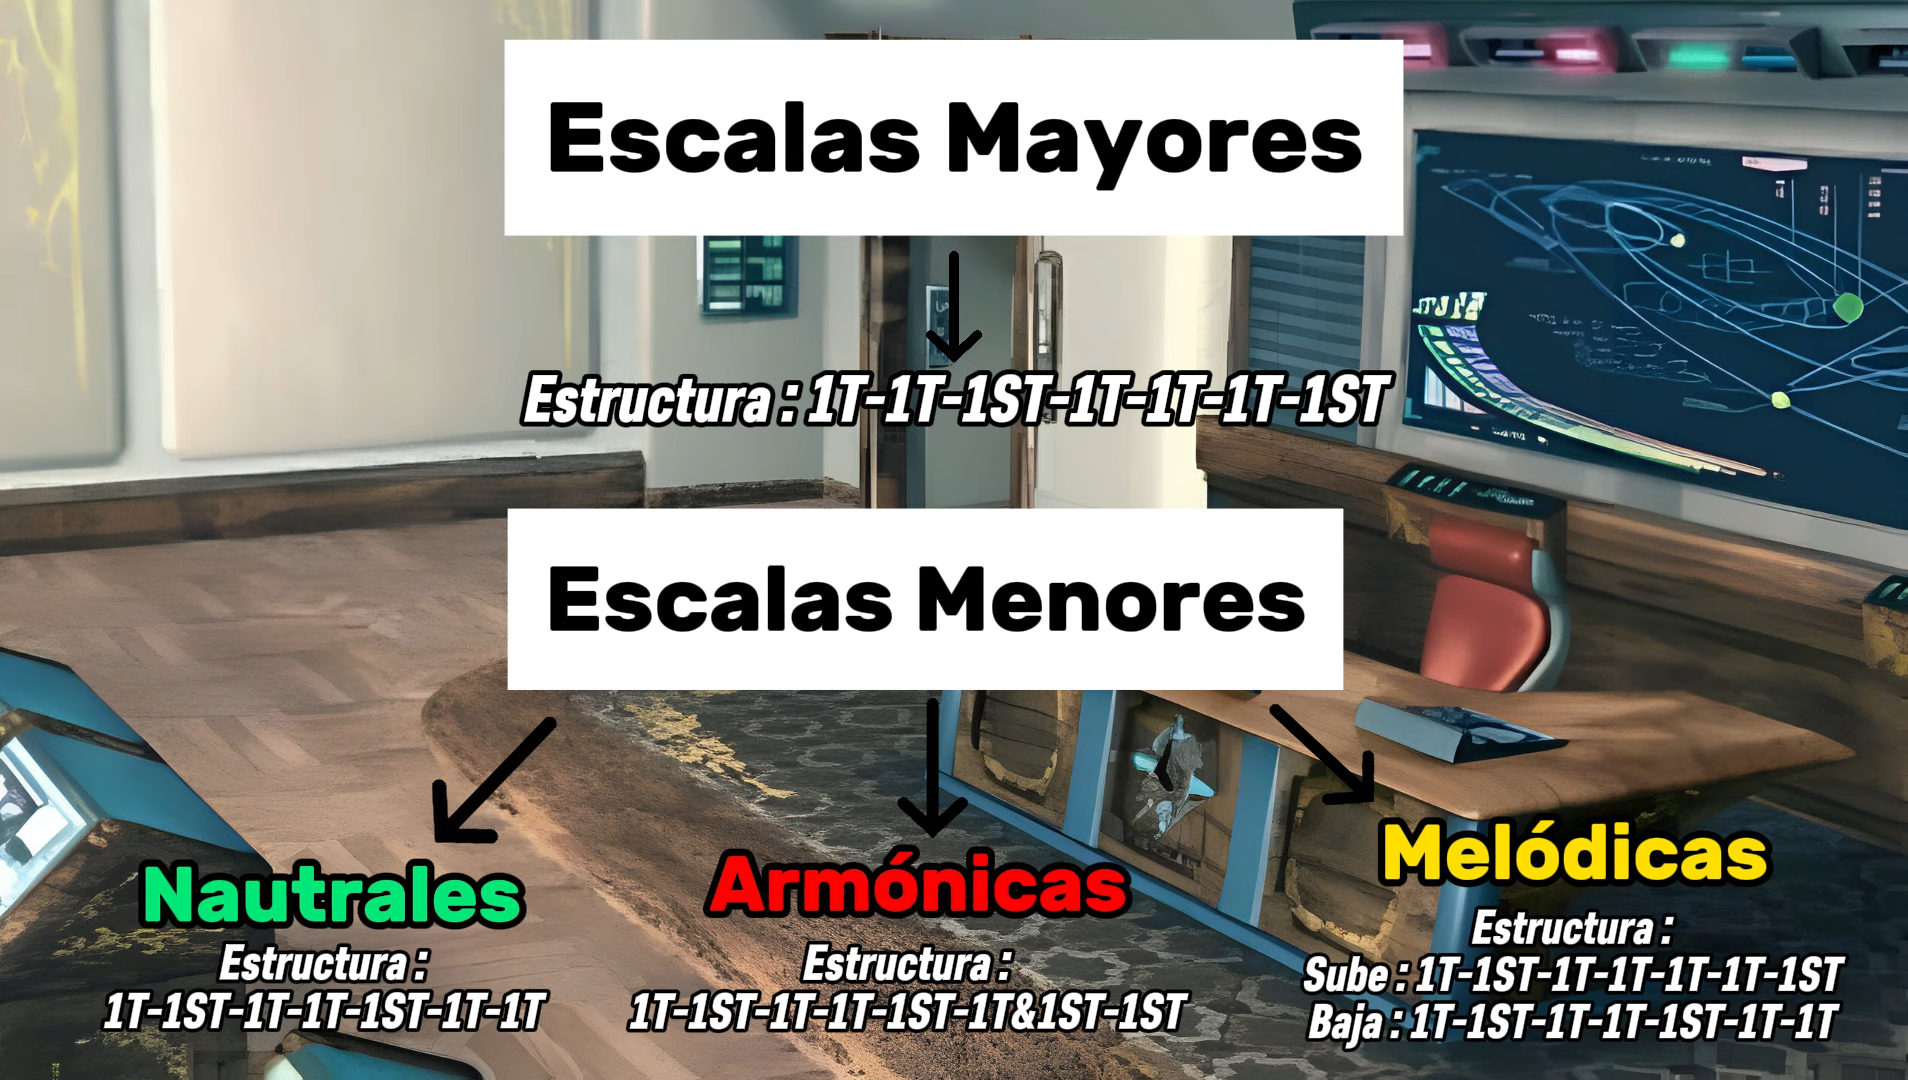 Escalas Mayores
Estructura : 1T-1T-1ST-1T-1T-1T-1ST
Escalas Menores
Nautrales
Estructura :
1T-1ST-1T-1T-1ST-1T-1T
Armónicas
Estructura :
1T-1ST-1T-1T-1ST-1T&1ST-1ST
Melódicas
Estructura :
Sube : 1T-1ST-1T-1T-1T-1T-1ST
Baja : 1T-1ST-1T-1T-1ST-1T-1T